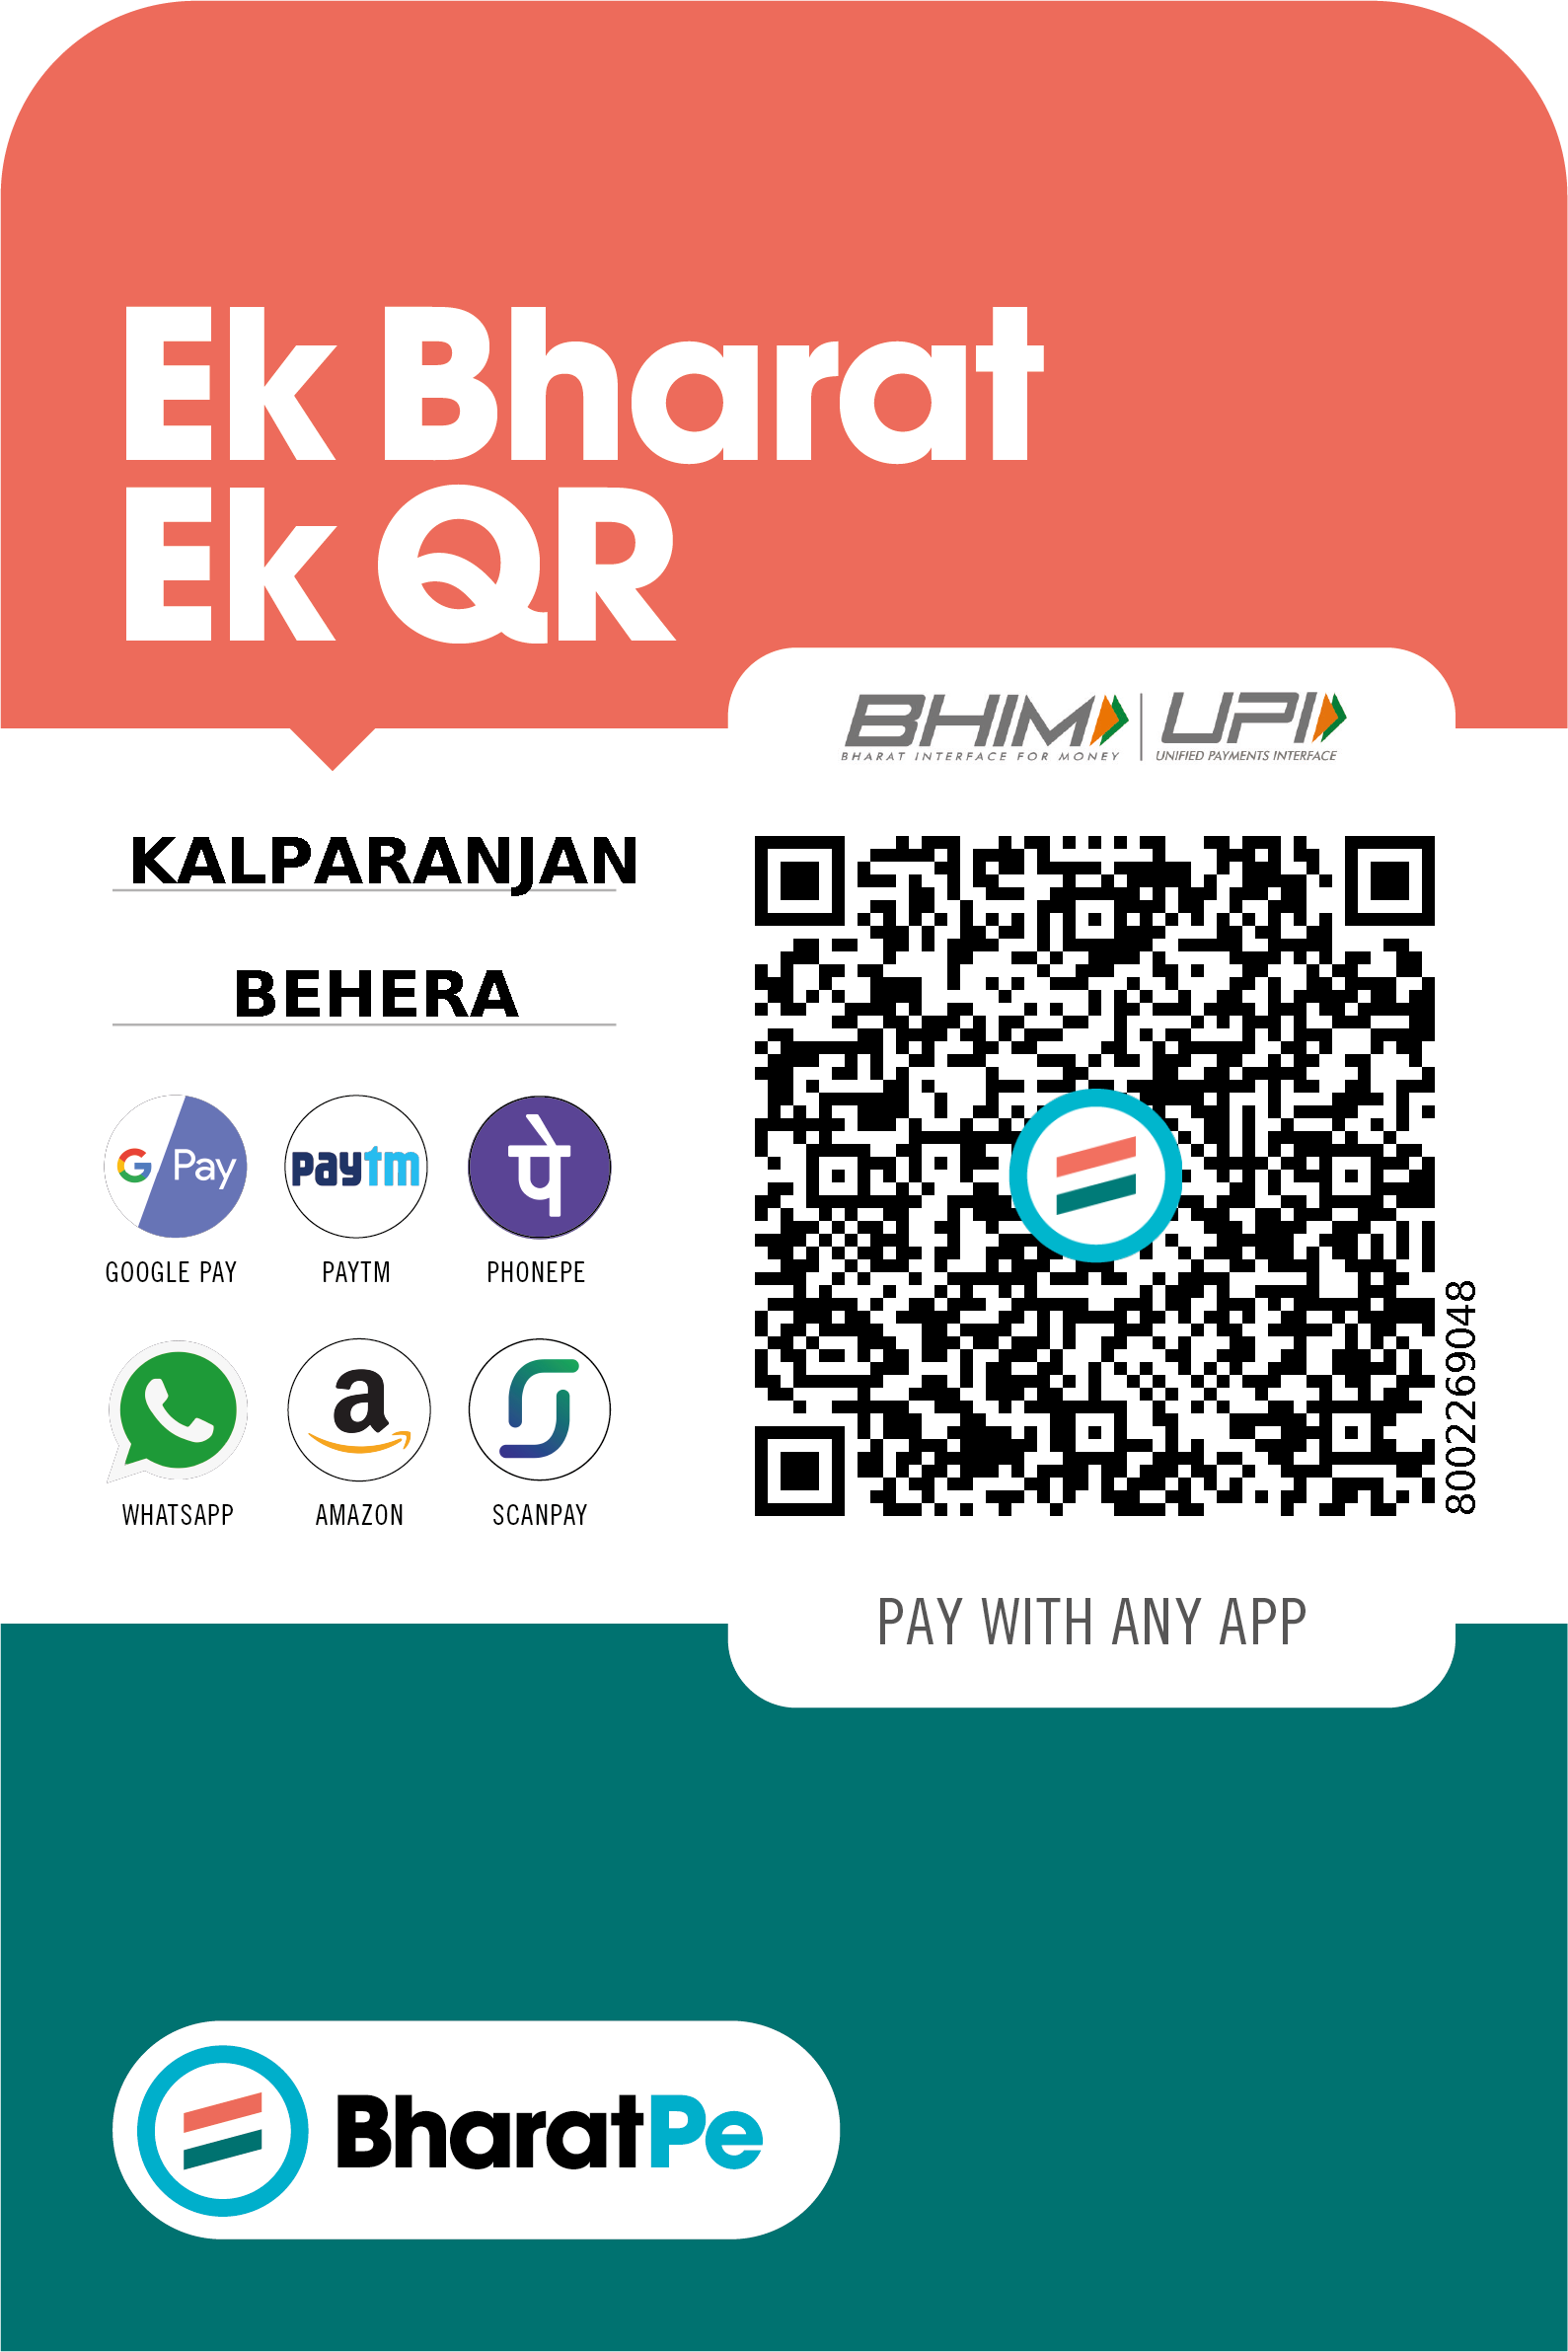 Ek Bharat
Ek QR
BHIM UPI
BHARAT INTERFACE FOR MONEY UNIFIED PAYMENTS INTERFACE
KALPARANJAN
BEHERA
G Pay paytm पे
GOOGLE PAY PAYTM PHONEPE
a
WHATSAPP AMAZON SCANPAY
8002269048
PAY WITH ANY APP
BharatPe